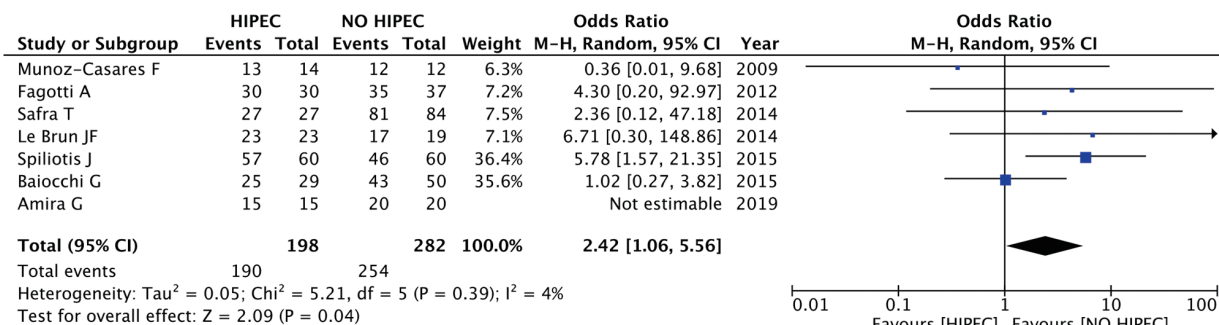 HIPEC NO HIPEC Odds Ratio Odds Ratio
Study or Subgroup Events Total Events Total Weight M-H, Random, 95% CI Year M-H, Random, 95% CI
Munoz-Casares F 13 14 12 12 6.3% 0.36 [0.01, 9.68] 2009
Fagotti A 30 30 35 37 7.2% 4.30 [0.20, 92.97] 2012
Safra T 27 27 81 84 7.5% 2.36 [0.12, 47.18] 2014
Le Brun JF 23 23 17 19 7.1% 6.71 [0.30, 148.86] 2014
Spiliotis J 57 60 46 60 36.4% 5.78 [1.57, 21.35] 2015
Baiocchi G 25 29 43 50 35.6% 1.02 [0.27, 3.82] 2015
Amira G 15 15 20 20 Not estimable 2019
Total (95% CI) 198 282 100.0% 2.42 [1.06, 5.56]
Total events 190 254
Heterogeneity: Tau² = 0.05; Chi² = 5.21, df = 5 (P = 0.39); I² = 4%
Test for overall effect: Z = 2.09 (P = 0.04)
0.01 0.1 1 10 100
Favours [HIPEC] Favours [NO HIPEC]